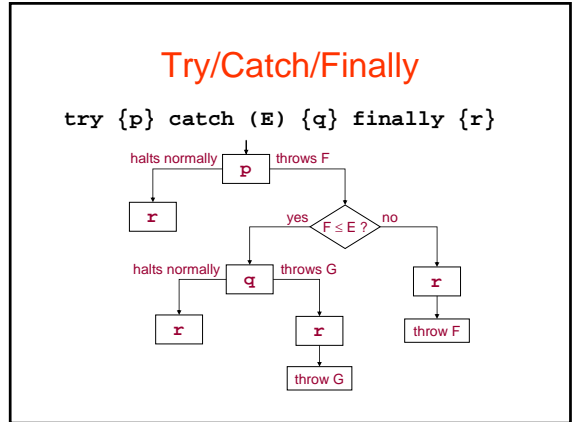 Try/Catch/Finally
try {p} catch (E) {q} finally {r}
halts normally
p
throws F
r
yes
F ≤ E ?
no
halts normally
q
throws G
r
r
r
throw F
throw G